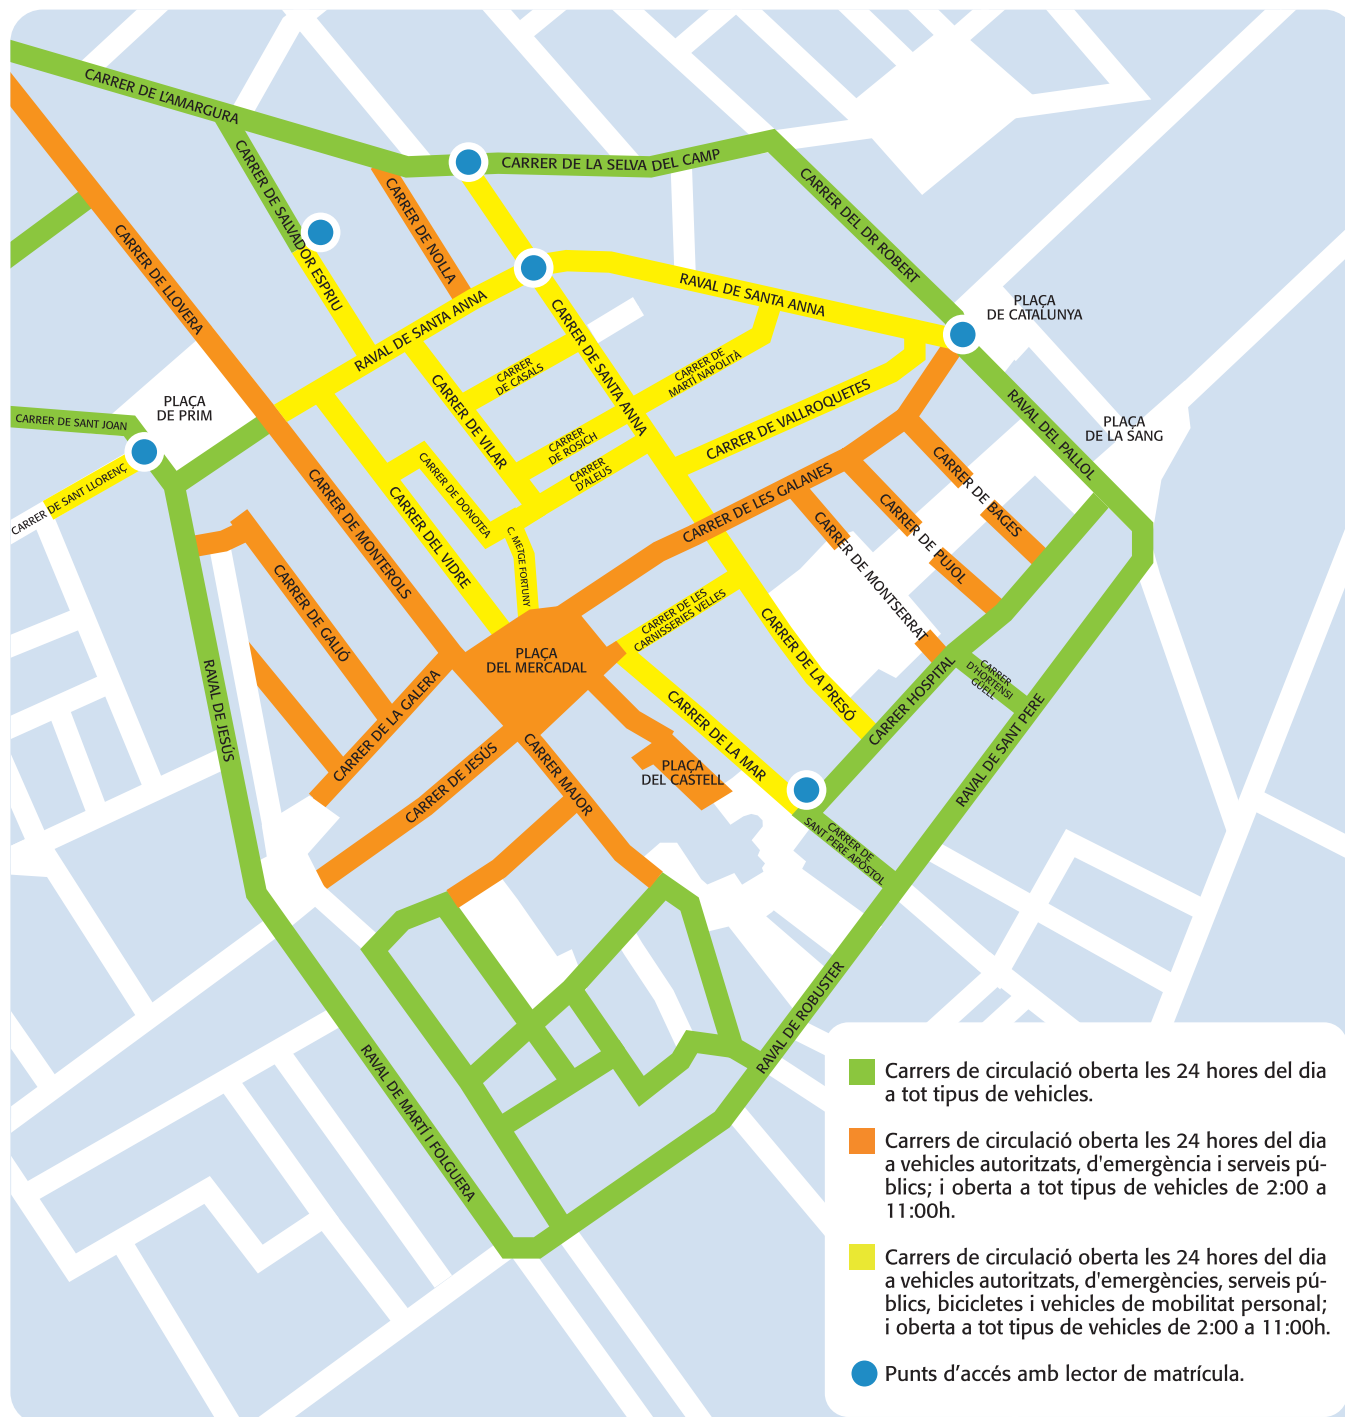 CARRER DE L'AMARGURA
CARRER DE LA SELVA DEL CAMP
CARRER DE SALVADOR ESPRIU
CARRER DE NOLLA
CARRER DEL DR ROBERT
CARRER DE LLOVERA
RAVAL DE SANTA ANNA
RAVAL DE SANTA ANNA
PLAÇA
DE CATALUNYA
CARRER DE SANTA ANNA
CARRER
DE CASALS
CARRER DE
MARTÍ NAPOLITÀ
CARRER DE VILAR
PLAÇA
DE PRIM
CARRER DE SANT JOAN
CARRER DE SANT LLORENÇ
CARRER
DE ROSICH
CARRER
D'ALEUS
CARRER DE VALLROQUETES
RAVAL DEL PALLOL
PLAÇA
DE LA SANG
CARRER DE DONOTEA
CARRER DEL VIDRE
C. METGE FORTUNY
CARRER DE MONTEROLS
CARRER DE LES GALANES
CARRER DE BAGES
CARRER DE PUJOL
CARRER DE MONTSERRAT
CARRER DE GALIÓ
CARRER DE LES
CARNISSERIES VELLES
CARRER DE LA PRESÓ
PLAÇA
DEL MERCADAL
RAVAL DE JESÚS
CARRER DE LA GALERA
CARRER DE LA MAR
CARRER HOSPITAL
CARRER
D'HORTENSI
GÜELL
RAVAL DE SANT PERE
CARRER DE JESÚS
CARRER MAJOR
PLAÇA
DEL CASTELL
CARRER DE
SANT PERE APÒSTOL
RAVAL DE ROBUSTER
RAVAL DE MARTÍ I FOLGUERA
Carrers de circulació oberta les 24 hores del dia
a tot tipus de vehicles.
Carrers de circulació oberta les 24 hores del dia
a vehicles autoritzats, d'emergència i serveis pú-
blics; i oberta a tot tipus de vehicles de 2:00 a
11:00h.
Carrers de circulació oberta les 24 hores del dia
a vehicles autoritzats, d'emergències, serveis pú-
blics, bicicletes i vehicles de mobilitat personal;
i oberta a tot tipus de vehicles de 2:00 a 11:00h.
Punts d'accés amb lector de matrícula.